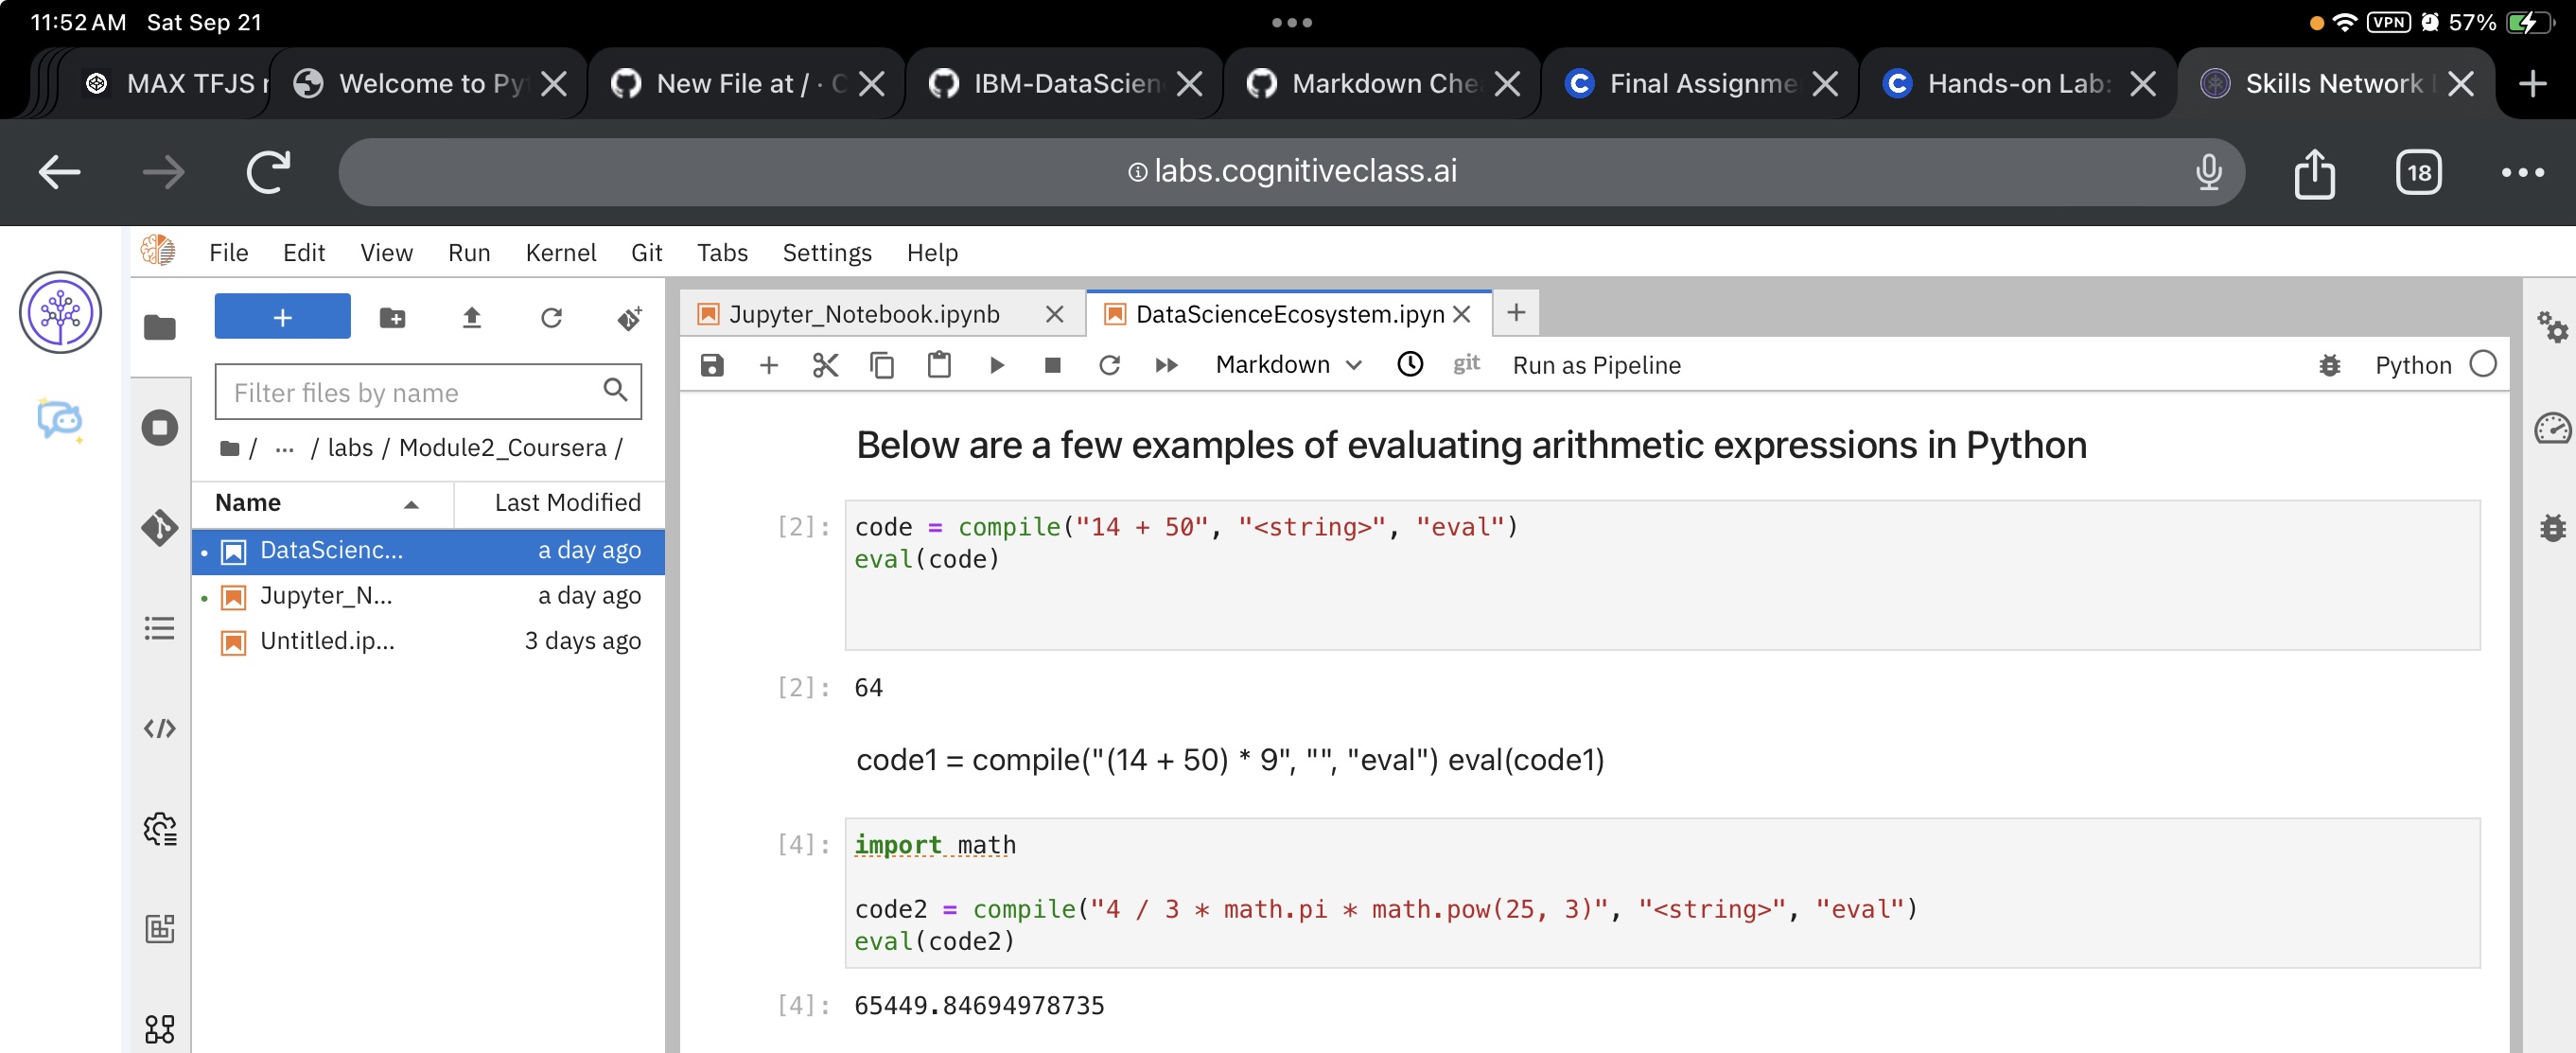 11:52 AM Sat Sep 21
VPN 57%
MAX TFJS
Welcome to Py
New File at / · C
IBM-DataScien
Markdown Che
Final Assignme
Hands-on Lab:
Skills Network
labs.cognitiveclass.ai
18
File Edit View Run Kernel Git Tabs Settings Help
Filter files by name
/ ... / labs / Module2_Coursera /
Name Last Modified
DataScienc... a day ago
Jupyter_N... a day ago
Untitled.ip... 3 days ago
Jupyter_Notebook.ipynb
DataScienceEcosystem.ipyn
Markdown git Run as Pipeline Python
Below are a few examples of evaluating arithmetic expressions in Python
[2]: code = compile("14 + 50", "<string>", "eval")
eval(code)
[2]: 64
code1 = compile("(14 + 50) * 9", "", "eval") eval(code1)
[4]: import math
code2 = compile("4 / 3 * math.pi * math.pow(25, 3)", "<string>", "eval")
eval(code2)
[4]: 65449.84694978735